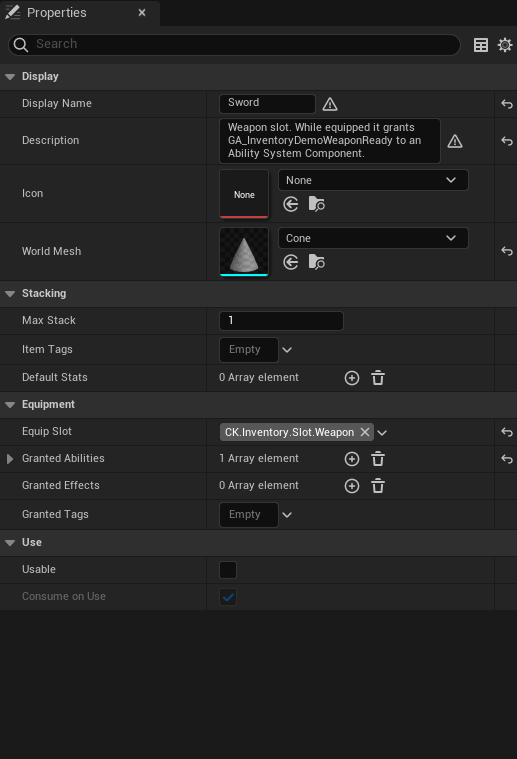 Properties
Search
Display
Display Name
Sword
Description
Weapon slot. While equipped it grants
GA_InventoryDemoWeaponReady to an
Ability System Component.
Icon
None
None
World Mesh
Cone
Stacking
Max Stack
1
Item Tags
Empty
Default Stats
0 Array element
Equipment
Equip Slot
CK.Inventory.Slot.Weapon
Granted Abilities
1 Array element
Granted Effects
0 Array element
Granted Tags
Empty
Use
Usable
Consume on Use